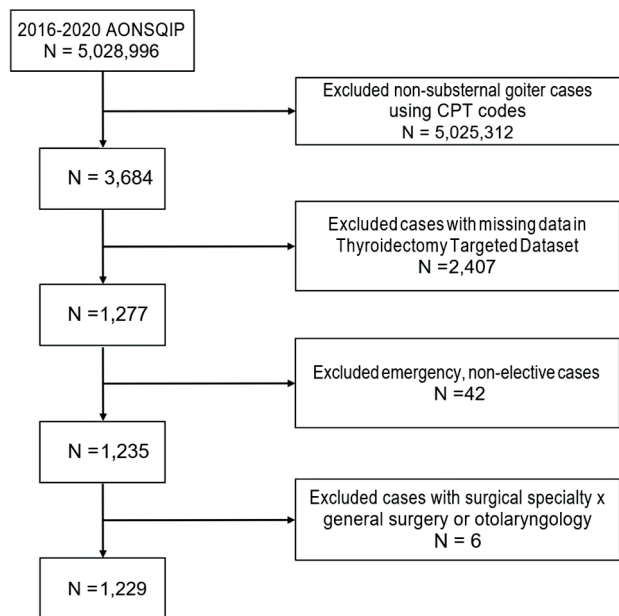 2016-2020 AONSQIP
N = 5,028,996
Excluded non-substernal goiter cases
using CPT codes
N = 5,025,312
N = 3,684
Excluded cases with missing data in
Thyroidectomy Targeted Dataset
N =2,407
N =1,277
Excluded emergency, non-elective cases
N =42
N =1,235
Excluded cases with surgical specialty x
general surgery or otolaryngology
N = 6
N =1,229